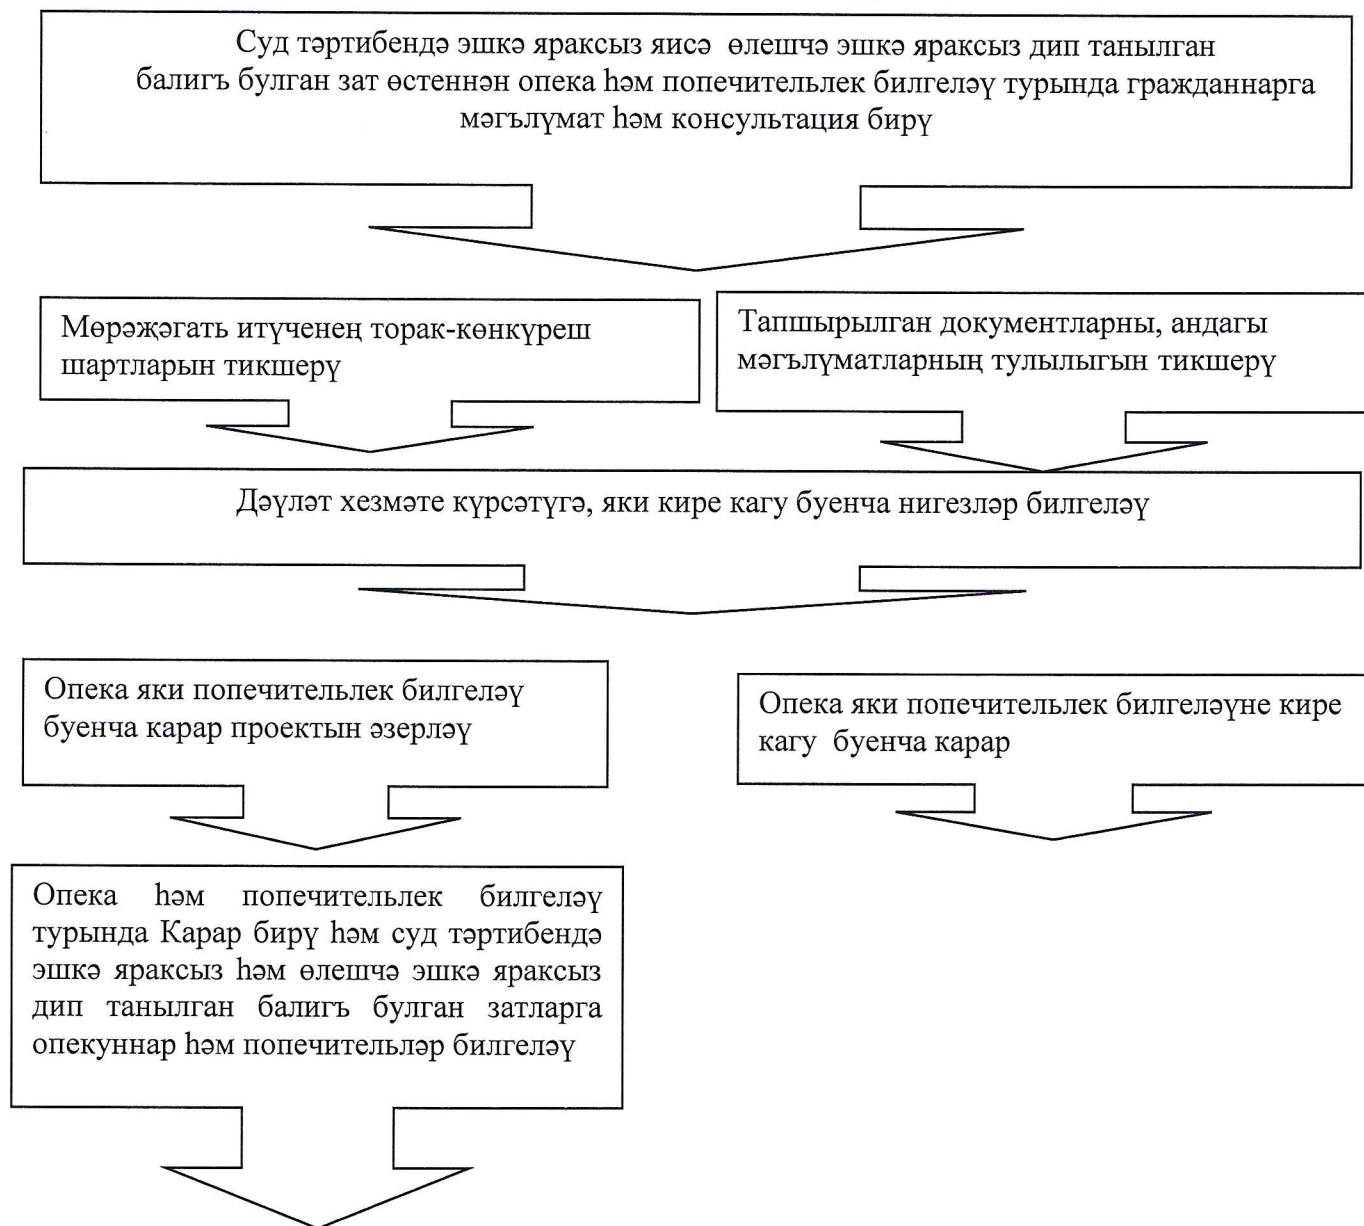 Суд тәртибендә эшкә яраксыз яисә өлешчә эшкә яраксыз дип танылган
балигъ булган зат өстеннән опека һәм попечительлек билгеләү турында гражданнарга
мәгълүмат һәм консультация бирү
Мөрәҗәгать итүченең торак-көнкүреш
шартларын тикшерү
Тапшырылган документларны, андагы
мәгълүматларның тулылыгын тикшерү
Дәүләт хезмәте күрсәтүгә, яки кире кагу буенча нигезләр билгеләү
Опека яки попечительлек билгеләү
буенча карар проектын әзерләү
Опека яки попечительлек билгеләүне кире
кагу буенча карар
Опека һәм попечительлек билгеләү
турында Карар бирү һәм суд тәртибендә
эшкә яраксыз һәм өлешчә эшкә яраксыз
дип танылган балигъ булган затларга
опекуннар һәм попечительләр билгеләү